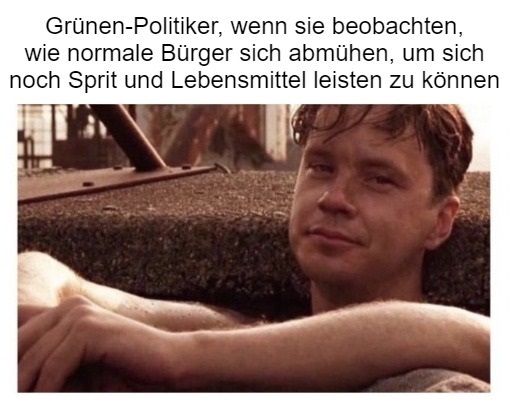 Grünen-Politiker, wenn sie beobachten,
wie normale Bürger sich abmühen, um sich
noch Sprit und Lebensmittel leisten zu können